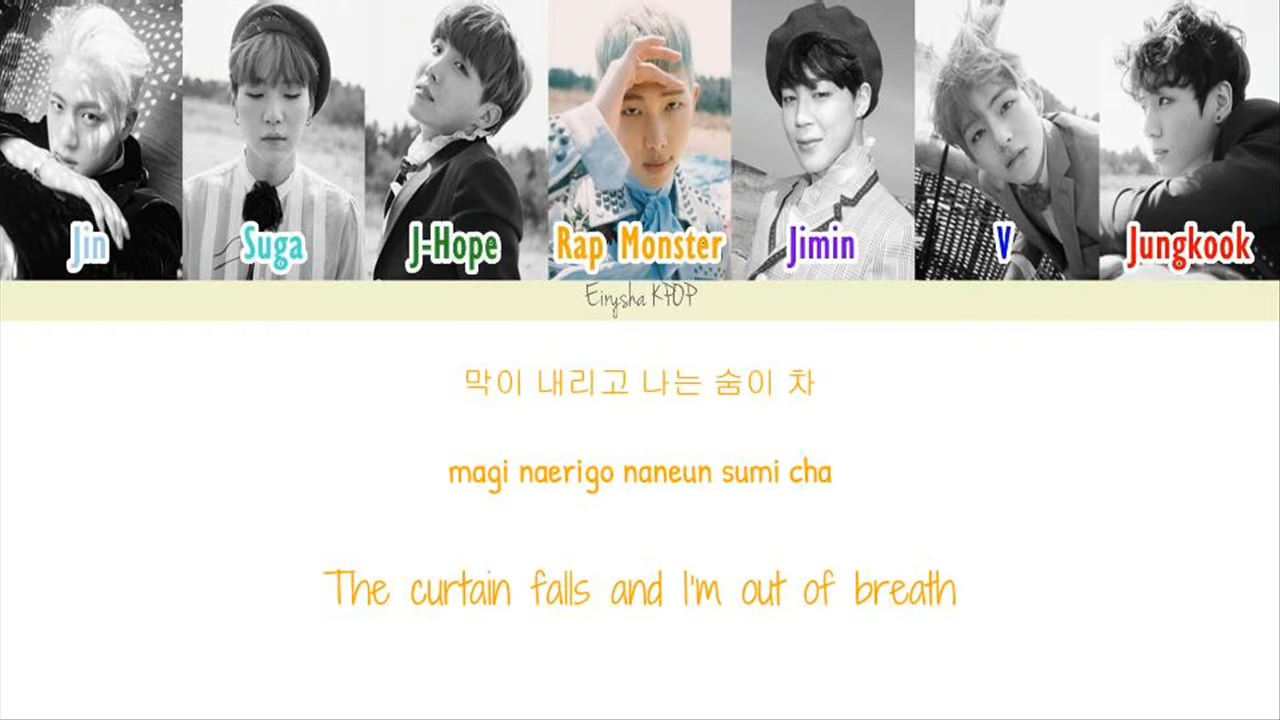 Jin Suga J-Hope Rap Monster Jimin V Jungkook
Eirysha KPOP
막이 내리고 나는 숨이 차
magi naerigo naneun sumi cha
The curtain falls and I'm out of breath